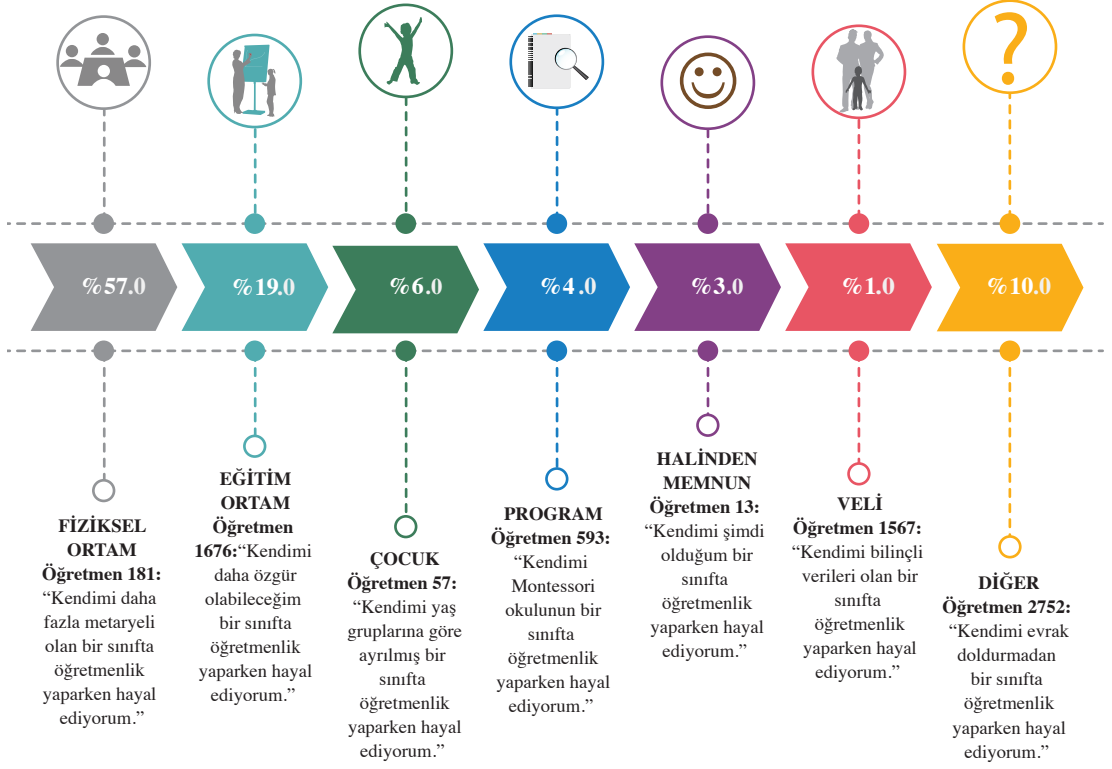 ?
%57.0
%19.0
%6.0
%4.0
%3.0
%1.0
%10.0
FİZİKSEL
ORTAM
Öğretmen 181:
“Kendimi daha
fazla metaryeli
olan bir sınıfta
öğretmenlik
yaparken hayal
ediyorum.”
EĞİTİM
ORTAM
Öğretmen
1676:“Kendimi
daha özgür
olabileceğim
bir sınıfta
öğretmenlik
yaparken hayal
ediyorum.”
ÇOCUK
Öğretmen 57:
“Kendimi yaş
gruplarına göre
ayrılmış bir
sınıfta
öğretmenlik
yaparken hayal
ediyorum.”
PROGRAM
Öğretmen 593:
“Kendimi
Montessori
okulunun bir
sınıfta
öğretmenlik
yaparken hayal
ediyorum.”
HALİNDEN
MEMNUN
Öğretmen 13:
“Kendimi şimdi
olduğum bir
sınıfta
öğretmenlik
yaparken hayal
ediyorum.”
VELİ
Öğretmen 1567:
“Kendimi bilinçli
verileri olan bir
sınıfta
öğretmenlik
yaparken hayal
ediyorum.”
DİĞER
Öğretmen 2752:
“Kendimi evrak
doldurmadan
bir sınıfta
öğretmenlik
yaparken hayal
ediyorum.”